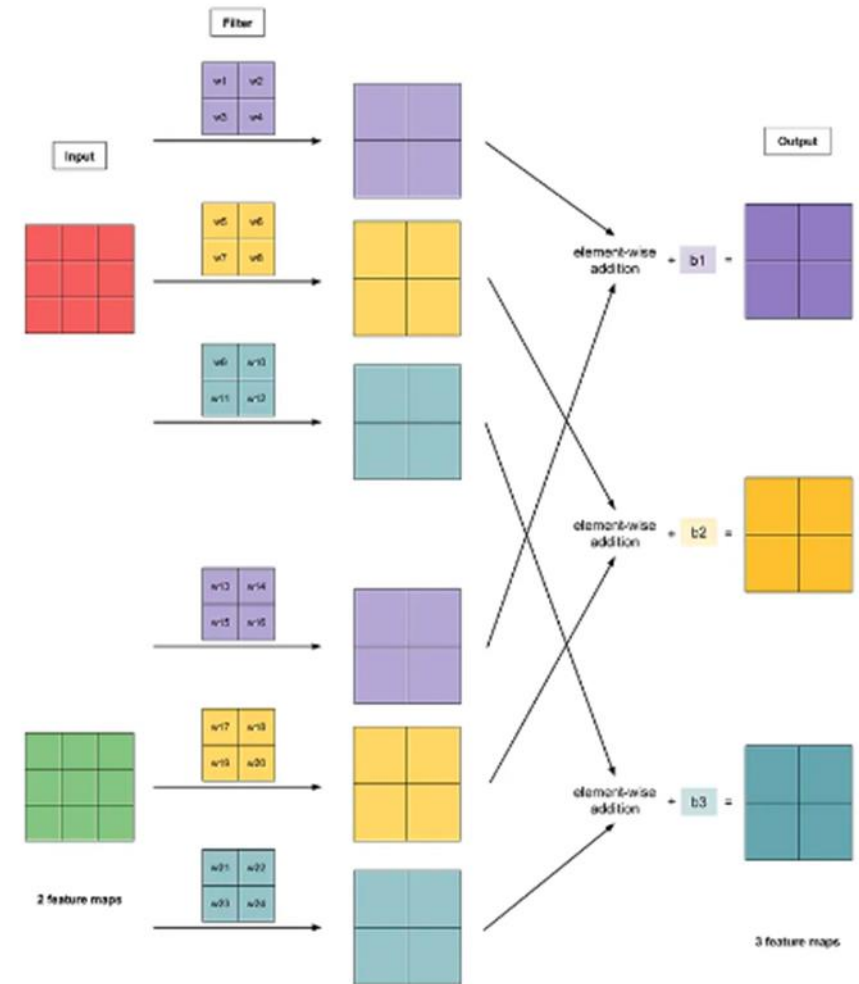 Filter
w1 w2
w3 w4
Input
Output
w5 w6
w7 w8
element-wise
addition
+ b1 =
w9 w10
w11 w12
element-wise
addition
+ b2 =
w13 w14
w15 w16
w17 w18
w19 w20
element-wise
addition
+ b3 =
w21 w22
w23 w24
2 feature maps
3 feature maps